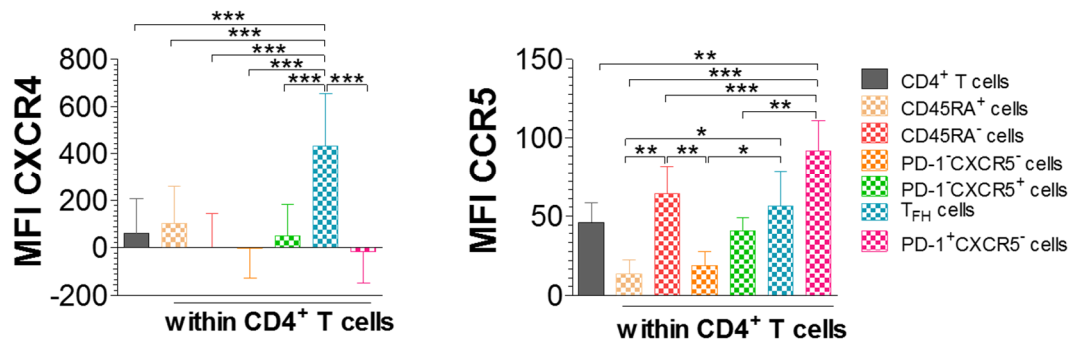 ***
***
***
***
*** ***
MFI CXCR4
800
600
400
200
0
-200
within CD4⁺ T cells
**
***
***
**
*
** ** *
MFI CCR5
150
100
50
0
within CD4⁺ T cells
CD4⁺ T cells
CD45RA⁺ cells
CD45RA⁻ cells
PD-1⁻CXCR5⁻ cells
PD-1⁻CXCR5⁺ cells
T_FH cells
PD-1⁺CXCR5⁻ cells